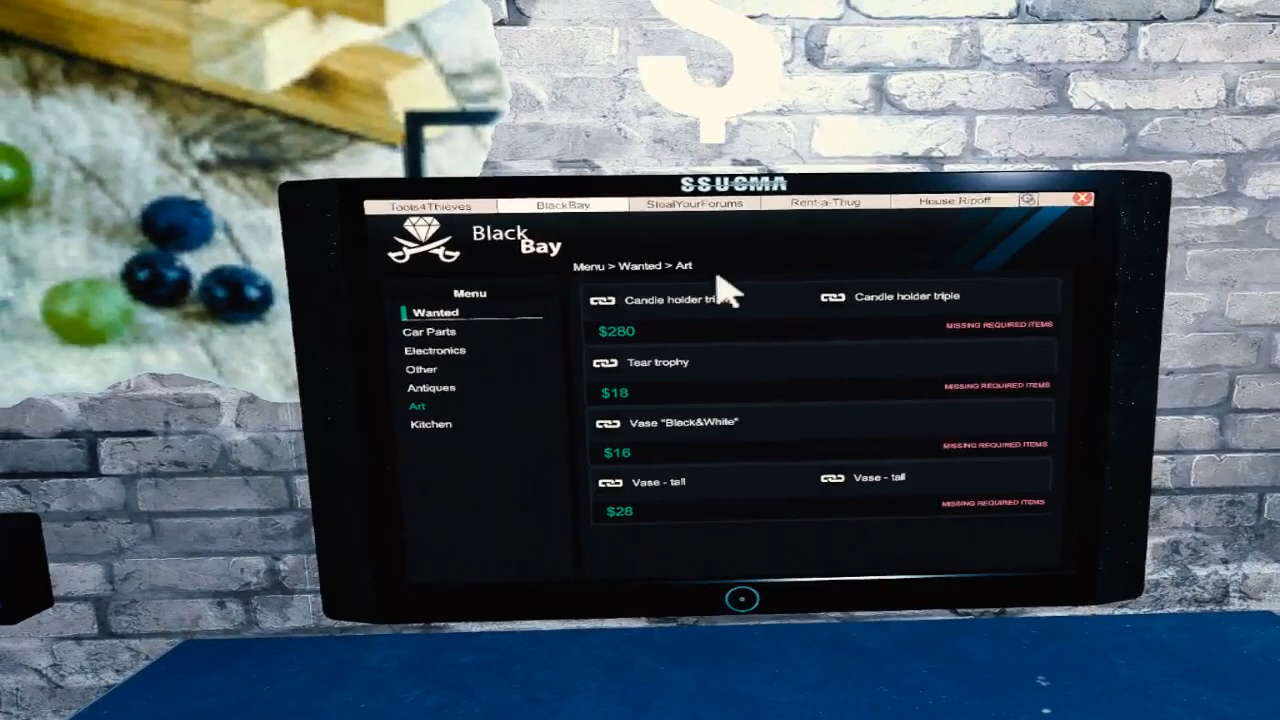 $
SSUGMA
Tools4Thieves
BlackBay
StealYourForums
Rent-a-Thug
House Ripoff
Black
Bay
Menu > Wanted > Art
Menu
Wanted
Car Parts
Electronics
Other
Antiques
Art
Kitchen
Candle holder
Candle holder triple
$280
MISSING REQUIRED ITEMS
Tear trophy
$18
MISSING REQUIRED ITEMS
Vase "Black&White"
$16
MISSING REQUIRED ITEMS
Vase - tall
Vase - tall
$28
MISSING REQUIRED ITEMS